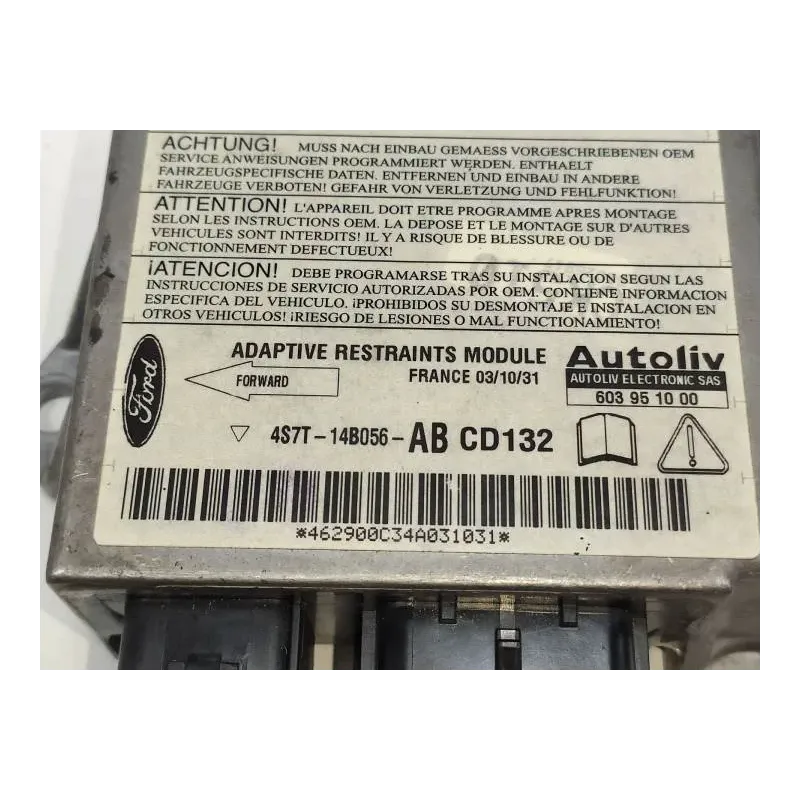 ACHTUNG! MUSS NACH EINBAU GEMAESS VORGESCHRIEBENEN OEM
SERVICE ANWEISUNGEN PROGRAMMIERT WERDEN. ENTHAELT
FAHRZEUGSPEZIFISCHE DATEN. ENTFERNEN UND EINBAU IN ANDERE
FAHRZEUGE VERBOTEN! GEFAHR VON VERLETZUNG UND FEHLFUNKTION!
ATTENTION! L'APPAREIL DOIT ETRE PROGRAMME APRES MONTAGE
SELON LES INSTRUCTIONS OEM. LA DEPOSE ET LE MONTAGE SUR D'AUTRES
VEHICULES SONT INTERDITS! IL Y A RISQUE DE BLESSURE OU DE
FONCTIONNEMENT DEFECTUEUX!
¡ATENCION! DEBE PROGRAMARSE TRAS SU INSTALACION SEGUN LAS
INSTRUCCIONES DE SERVICIO AUTORIZADAS POR OEM. CONTIENE INFORMACION
ESPECIFICA DEL VEHICULO. ¡PROHIBIDOS SU DESMONTAJE E INSTALACION EN
OTROS VEHICULOS! ¡RIESGO DE LESIONES O MAL FUNCIONAMIENTO!
Ford
ADAPTIVE RESTRAINTS MODULE
FORWARD
FRANCE 03/10/31
Autoliv
AUTOLIV ELECTRONIC SAS
603 95 10 00
4S7T-14B056-AB CD132
*462900C34A031031*